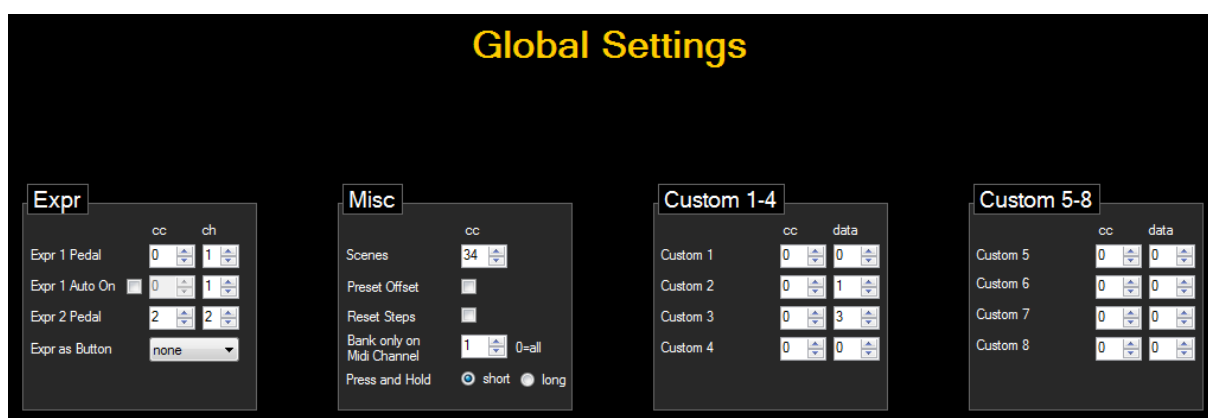 Global Settings
Expr
cc ch
Expr 1 Pedal 0 1
Expr 1 Auto On 0 1
Expr 2 Pedal 2 2
Expr as Button none
Misc
cc
Scenes 34
Preset Offset
Reset Steps
Bank only on
Midi Channel 1 0=all
Press and Hold short long
Custom 1-4
cc data
Custom 1 0 0
Custom 2 0 1
Custom 3 0 3
Custom 4 0 0
Custom 5-8
cc data
Custom 5 0 0
Custom 6 0 0
Custom 7 0 0
Custom 8 0 0